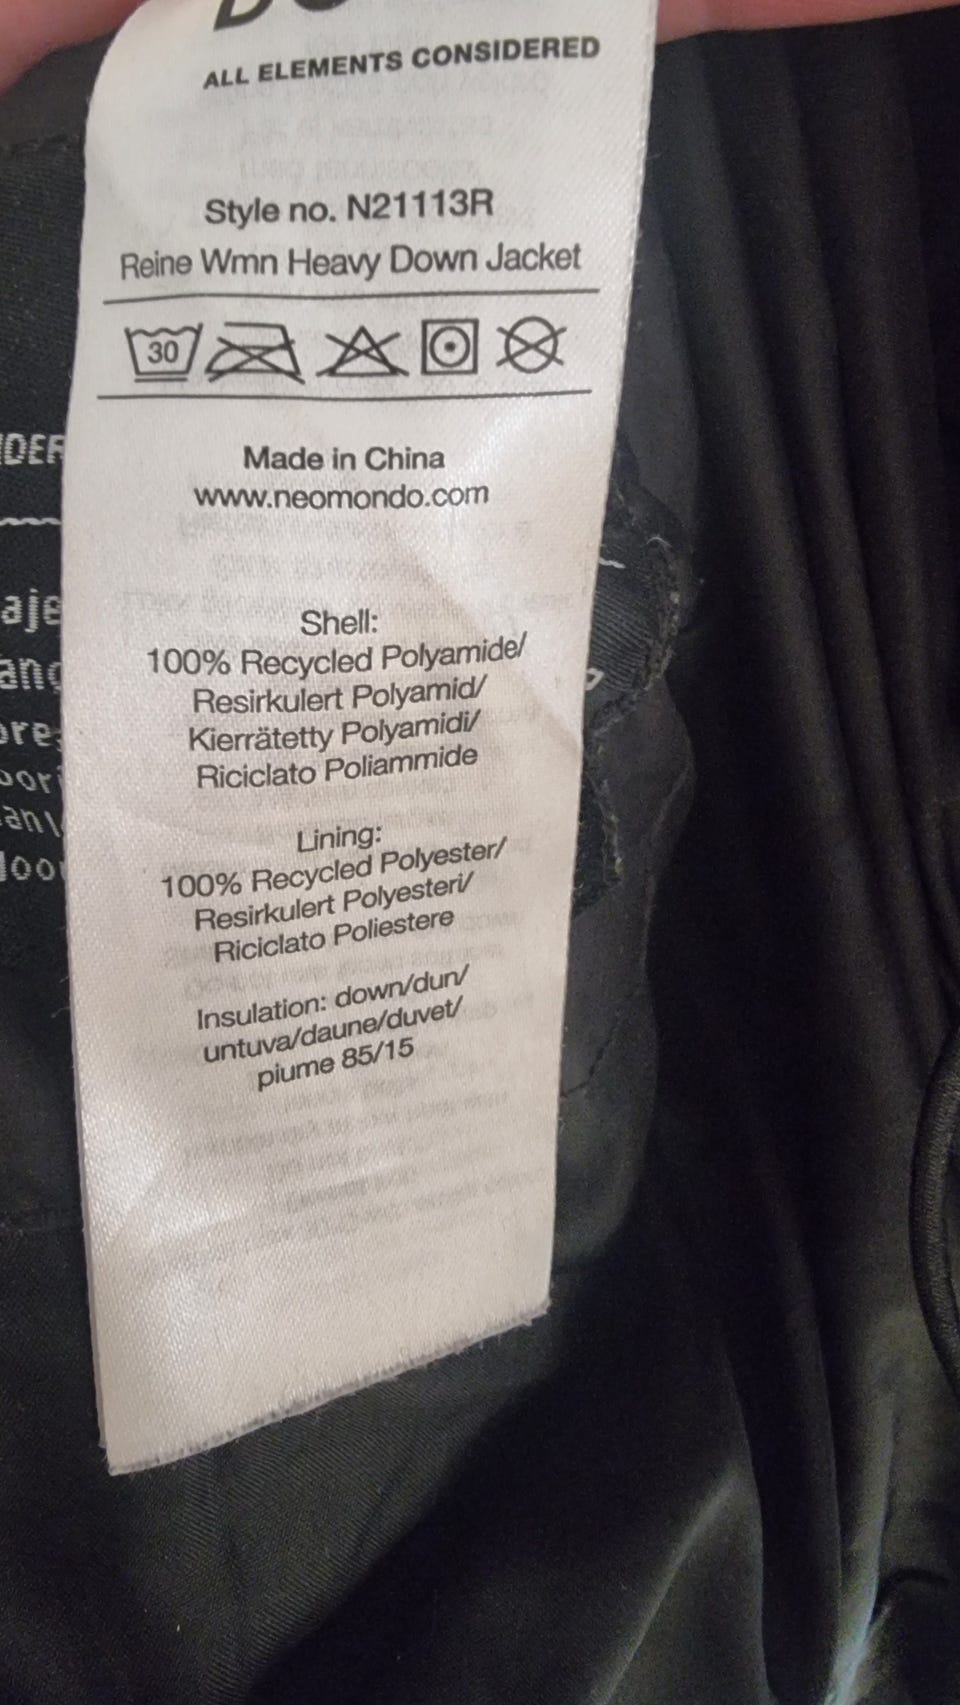 ALL ELEMENTS CONSIDERED
Style no. N21113R
Reine Wmn Heavy Down Jacket
30
Made in China
www.neomondo.com
Shell:
100% Recycled Polyamide/
Resirkulert Polyamid/
Kierrätetty Polyamidi/
Riciclato Poliammide
Lining:
100% Recycled Polyester/
Resirkulert Polyesteri/
Riciclato Poliestere
Insulation: down/dun/
untuva/daune/duvet/
piume 85/15